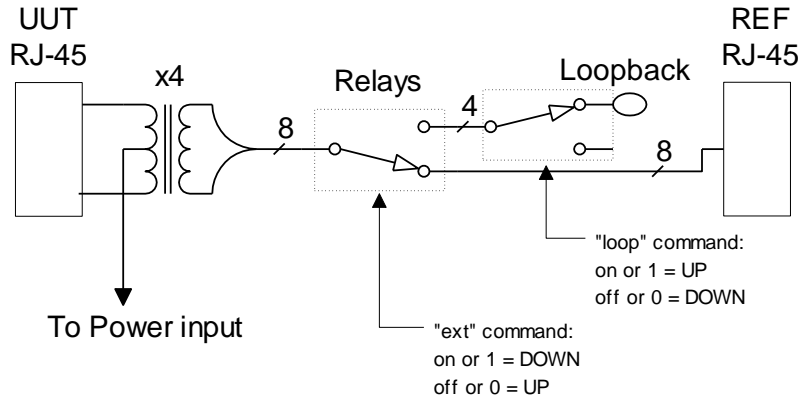 UUT
RJ-45
REF
RJ-45
x4
Relays
Loopback
8
4
8
"loop" command:
on or 1 = UP
off or 0 = DOWN
To Power input
"ext" command:
on or 1 = DOWN
off or 0 = UP